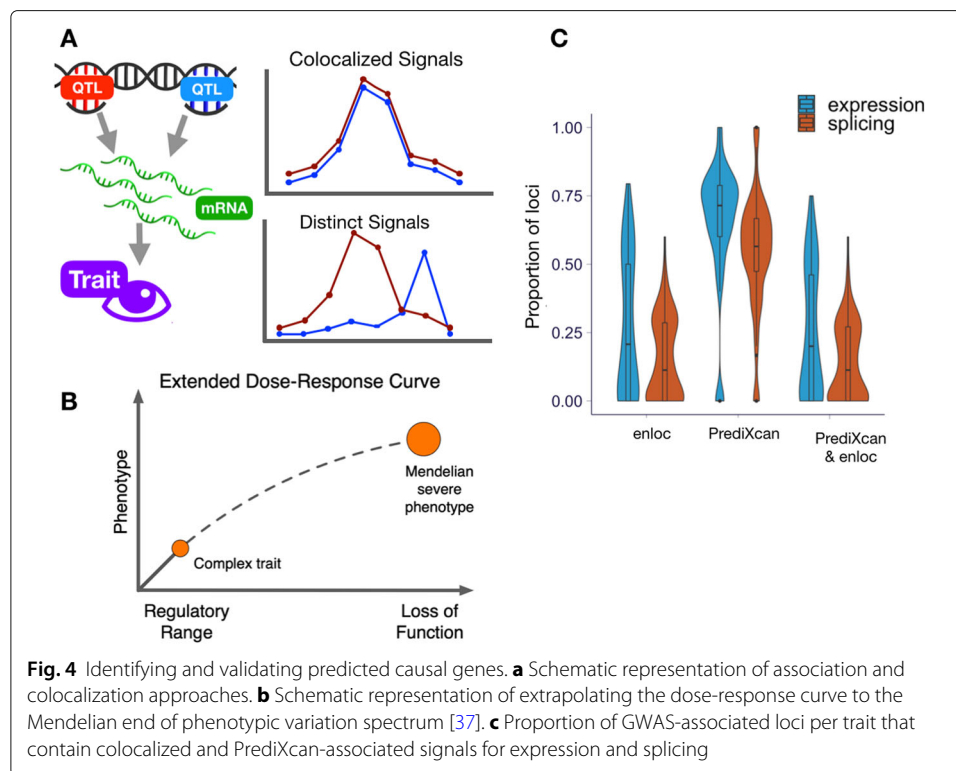 A
QTL
QTL
mRNA
Trait
Colocalized Signals
Distinct Signals
B
Extended Dose-Response Curve
Phenotype
Complex trait
Mendelian
severe
phenotype
Regulatory
Range
Loss of
Function
C
expression
splicing
Proportion of loci
1.00
0.75
0.50
0.25
0.00
enloc
PrediXcan
PrediXcan
& enloc
Fig. 4 Identifying and validating predicted causal genes. a Schematic representation of association and
colocalization approaches. b Schematic representation of extrapolating the dose-response curve to the
Mendelian end of phenotypic variation spectrum [37]. c Proportion of GWAS-associated loci per trait that
contain colocalized and PrediXcan-associated signals for expression and splicing